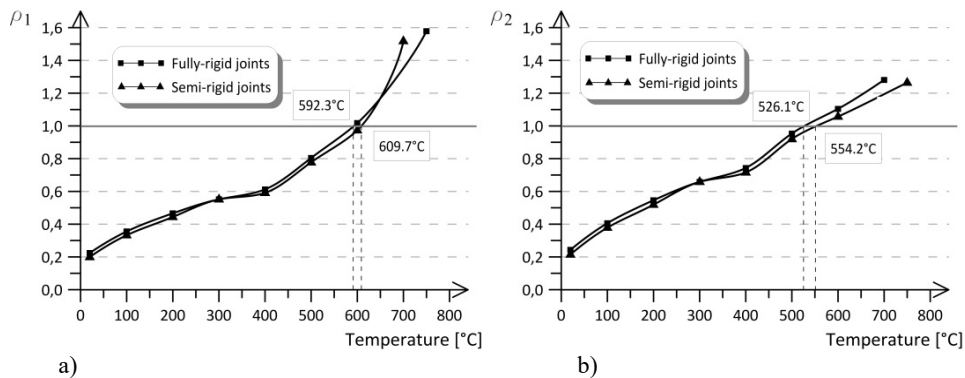 ρ1
1,6
1,4
1,2
1,0
0,8
0,6
0,4
0,2
0,0
Fully-rigid joints
Semi-rigid joints
592.3°C
609.7°C
0 100 200 300 400 500 600 700 800
Temperature [°C]
a)
ρ2
1,6
1,4
1,2
1,0
0,8
0,6
0,4
0,2
0,0
Fully-rigid joints
Semi-rigid joints
526.1°C
554.2°C
0 100 200 300 400 500 600 700 800
Temperature [°C]
b)